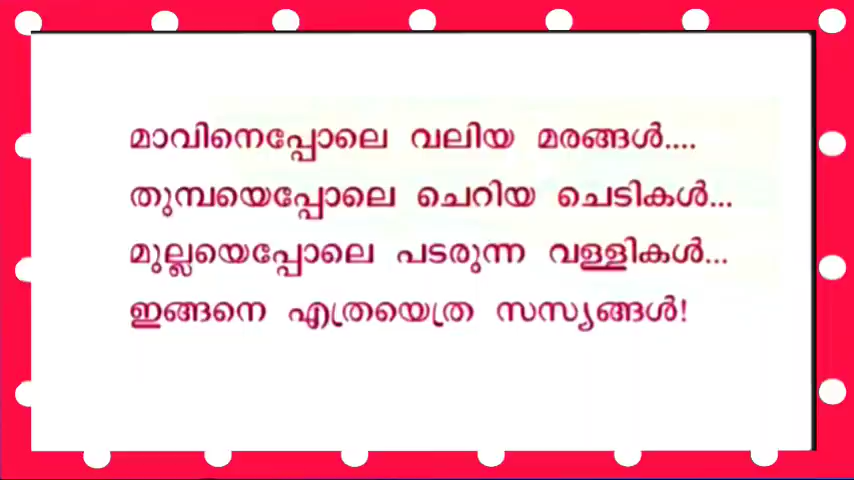 മാവിനെപ്പോലെ വലിയ മരങ്ങൾ....
തുമ്പയെപ്പോലെ ചെറിയ ചെടികൾ...
മുല്ലയെപ്പോലെ പടരുന്ന വള്ളികൾ...
ഇങ്ങനെ എത്രയെത്ര സസ്യങ്ങൾ!